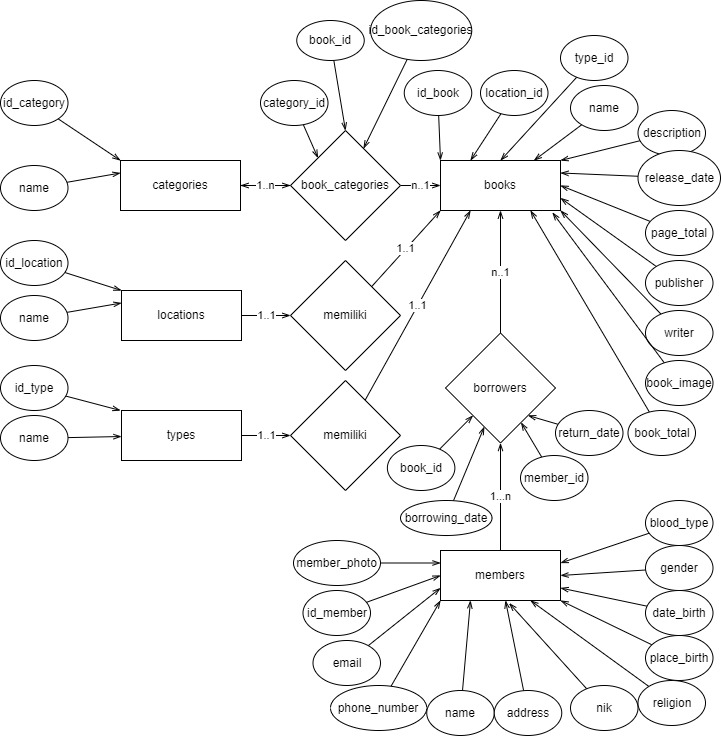 id_book_categories
book_id
type_id
id_book
location_id
id_category
category_id
name
description
categories
1..n
book_categories
n..1
books
release_date
name
page_total
1..1
id_location
n..1
publisher
name
locations
1..1
memiliki
1..1
writer
id_type
borrowers
book_image
name
types
1..1
memiliki
return_date
book_total
book_id
member_id
1...n
borrowing_date
blood_type
member_photo
members
gender
id_member
date_birth
email
place_birth
phone_number
name
address
nik
religion